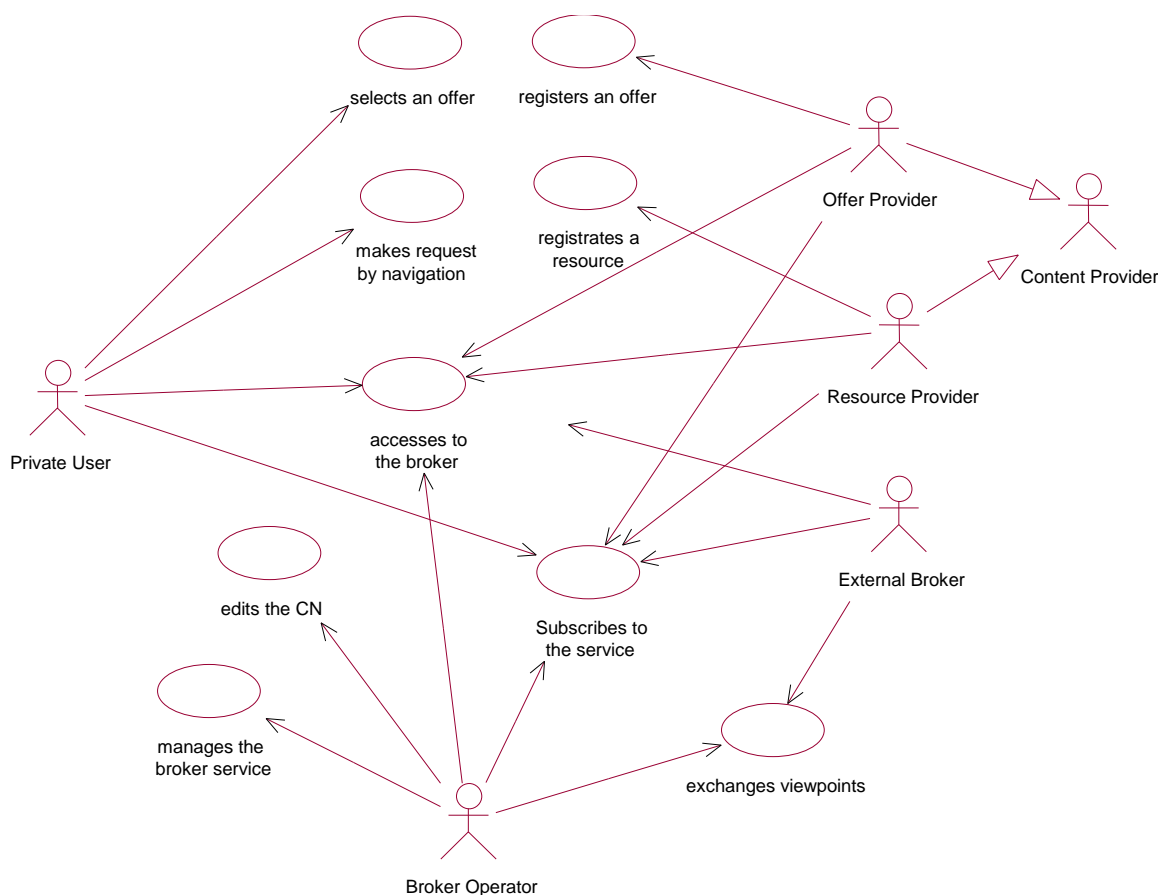 selects an offer
registers an offer
Offer Provider
makes request
by navigation
registrates a
resource
Content Provider
Resource Provider
Private User
accesses to
the broker
External Broker
edits the CN
Subscribes to
the service
manages the
broker service
exchanges viewpoints
Broker Operator